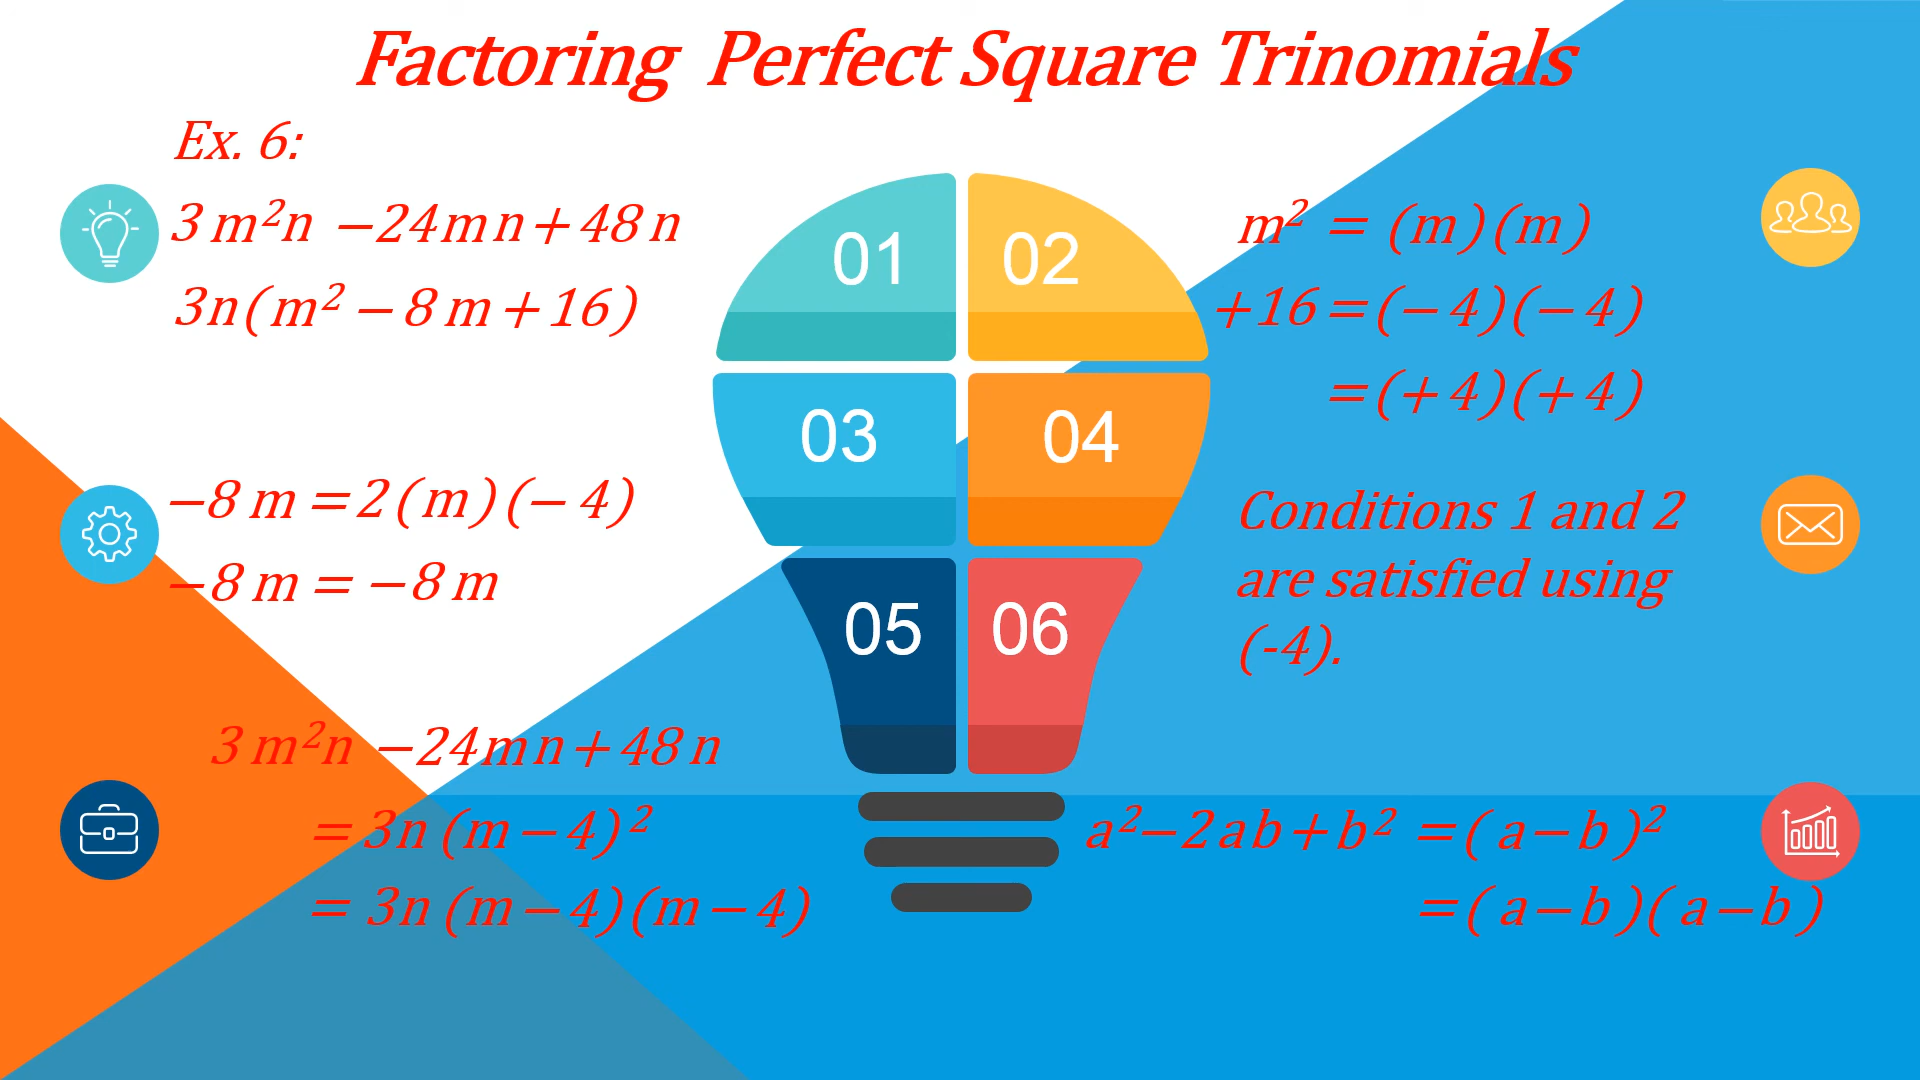 Factoring Perfect Square Trinomials
Ex. 6:
3m²n −24mn+48n
3n(m² −8m+16)
01
02
m² = (m)(m)
+16=(−4)(−4)
=(+4)(+4)
03
04
−8m=2(m)(−4)
−8m=−8m
Conditions 1 and 2
are satisfied using
(-4).
05
06
3m²n −24mn+48n
=3n(m−4)²
= 3n(m−4)(m−4)
a²−2ab+b² =(a−b)²
=(a−b)(a−b)